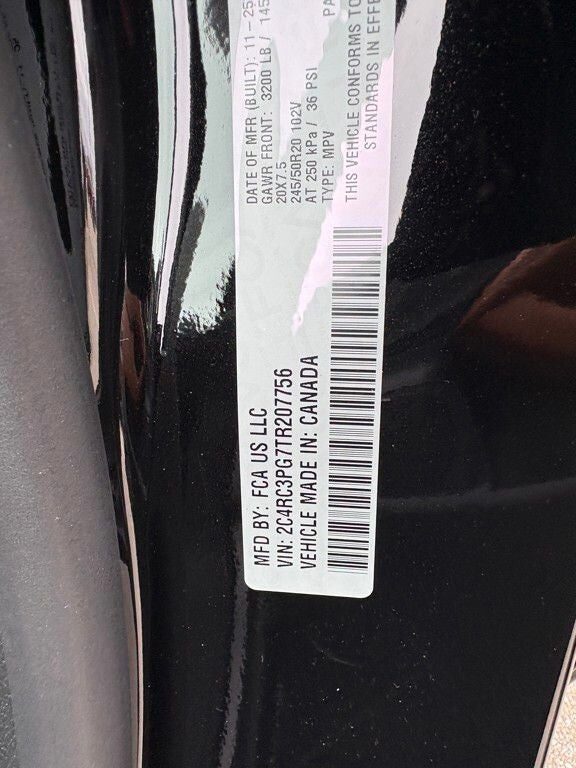 MFD BY: FCA US LLC
VIN: 2C4RC3PG7TR207756
VEHICLE MADE IN: CANADA
DATE OF MFR (BUILT): 11-25
GAWR FRONT: 3200 LB / 145
20X7.5
245/50R20 102V
AT 250 kPa / 36 PSI
TYPE: MPV
THIS VEHICLE CONFORMS TO
STANDARDS IN EFFE